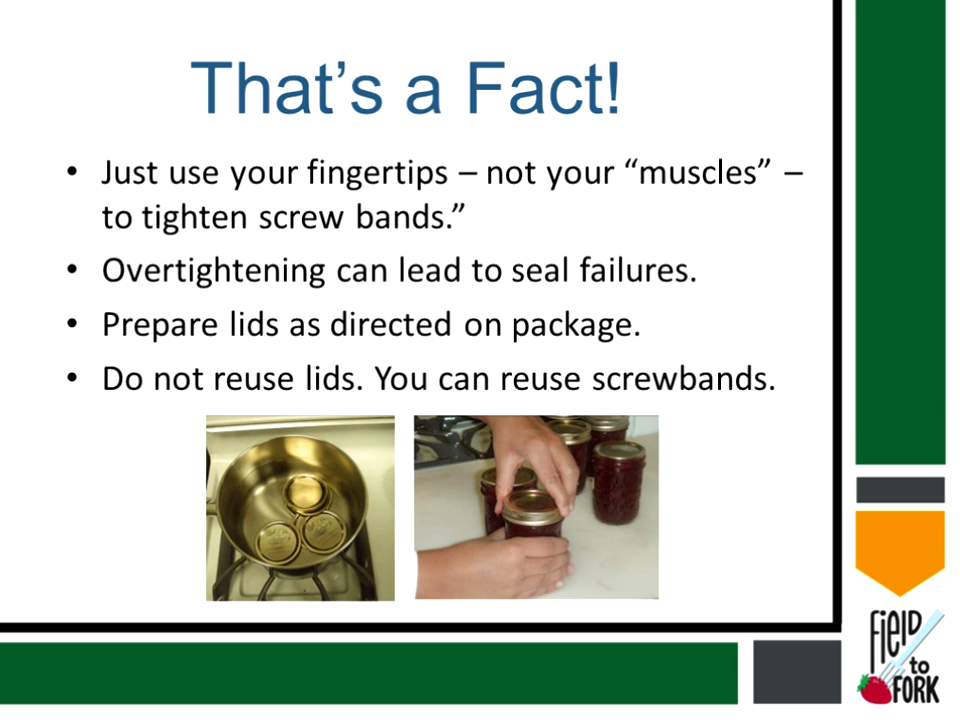 That’s a Fact!
• Just use your fingertips – not your “muscles” –
to tighten screw bands.”
• Overtightening can lead to seal failures.
• Prepare lids as directed on package.
• Do not reuse lids. You can reuse screwbands.
FIELD
to
FORK